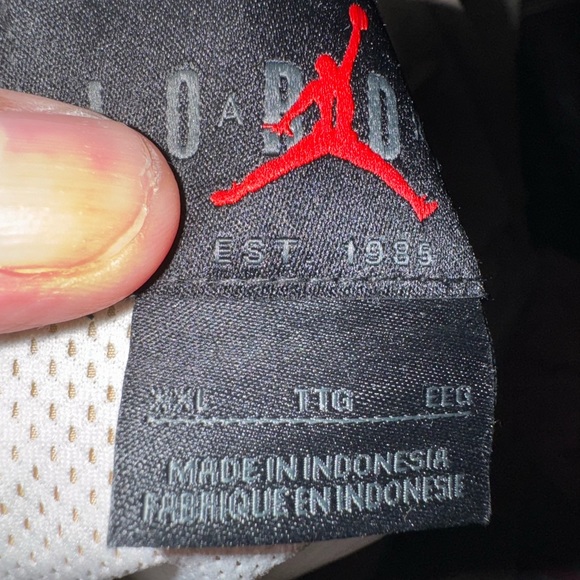 EST. 1985
XXL TTG EEG
MADE IN INDONESIA
FABRIQUE EN INDONESIE